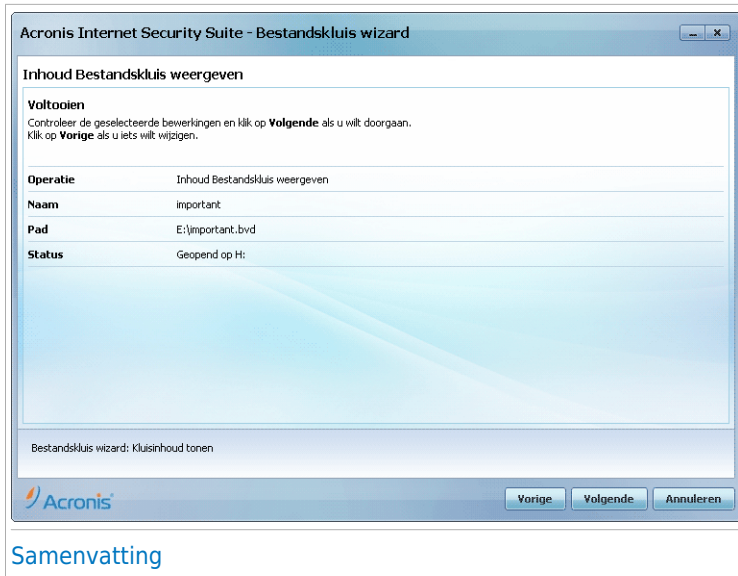 Acronis Internet Security Suite - Bestandskluis wizard
Inhoud Bestandskluis weergeven
Voltooien
Controleer de geselecteerde bewerkingen en klik op Volgende als u wilt doorgaan.
Klik op Vorige als u iets wilt wijzigen.
Operatie Inhoud Bestandskluis weergeven
Naam important
Pad E:\important.bvd
Status Geopend op H:
Bestandskluis wizard: Kluisinhoud tonen
Acronis
Vorige Volgende Annuleren
Samenvatting